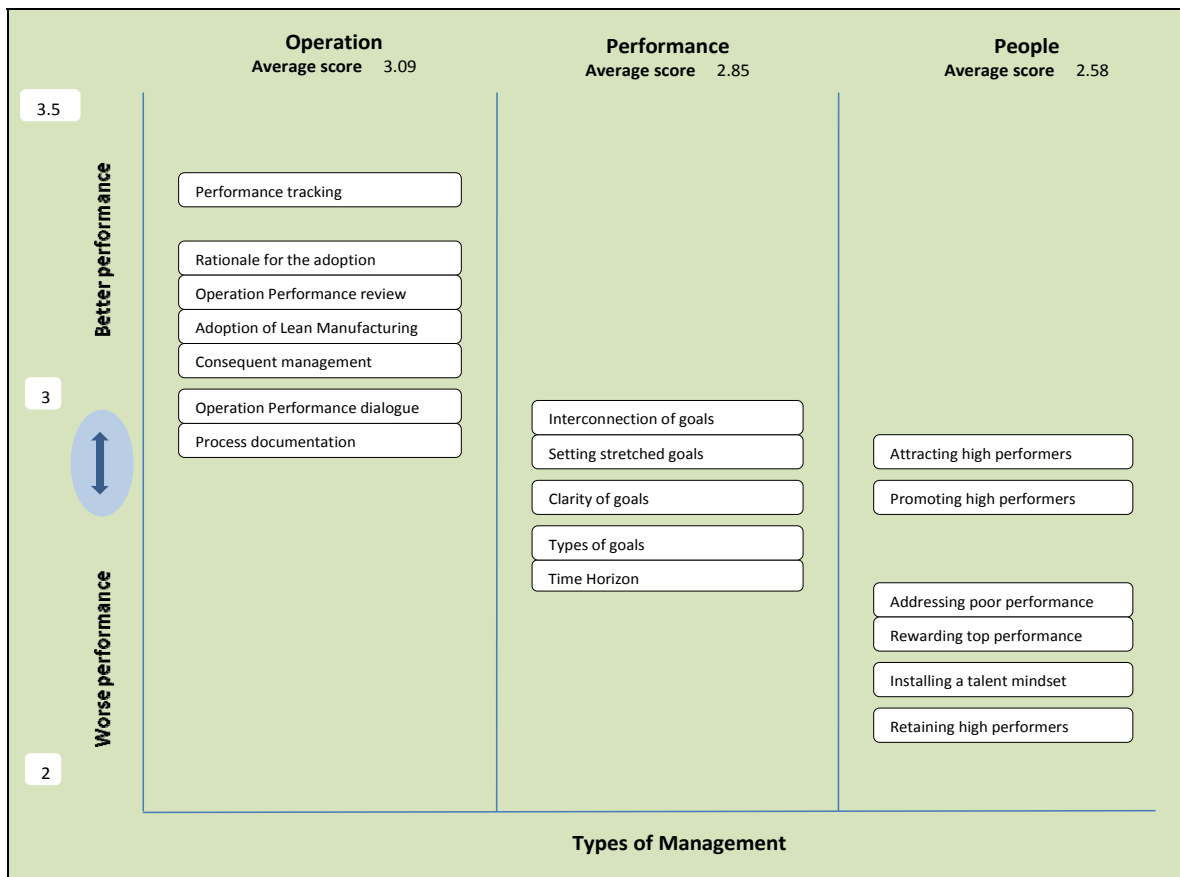 Operation
Average score 3.09
Performance
Average score 2.85
People
Average score 2.58
3.5
Better performance
3
Worse performance
2
Performance tracking
Rationale for the adoption
Operation Performance review
Adoption of Lean Manufacturing
Consequent management
Operation Performance dialogue
Process documentation
Interconnection of goals
Setting stretched goals
Clarity of goals
Types of goals
Time Horizon
Attracting high performers
Promoting high performers
Addressing poor performance
Rewarding top performance
Installing a talent mindset
Retaining high performers
Types of Management